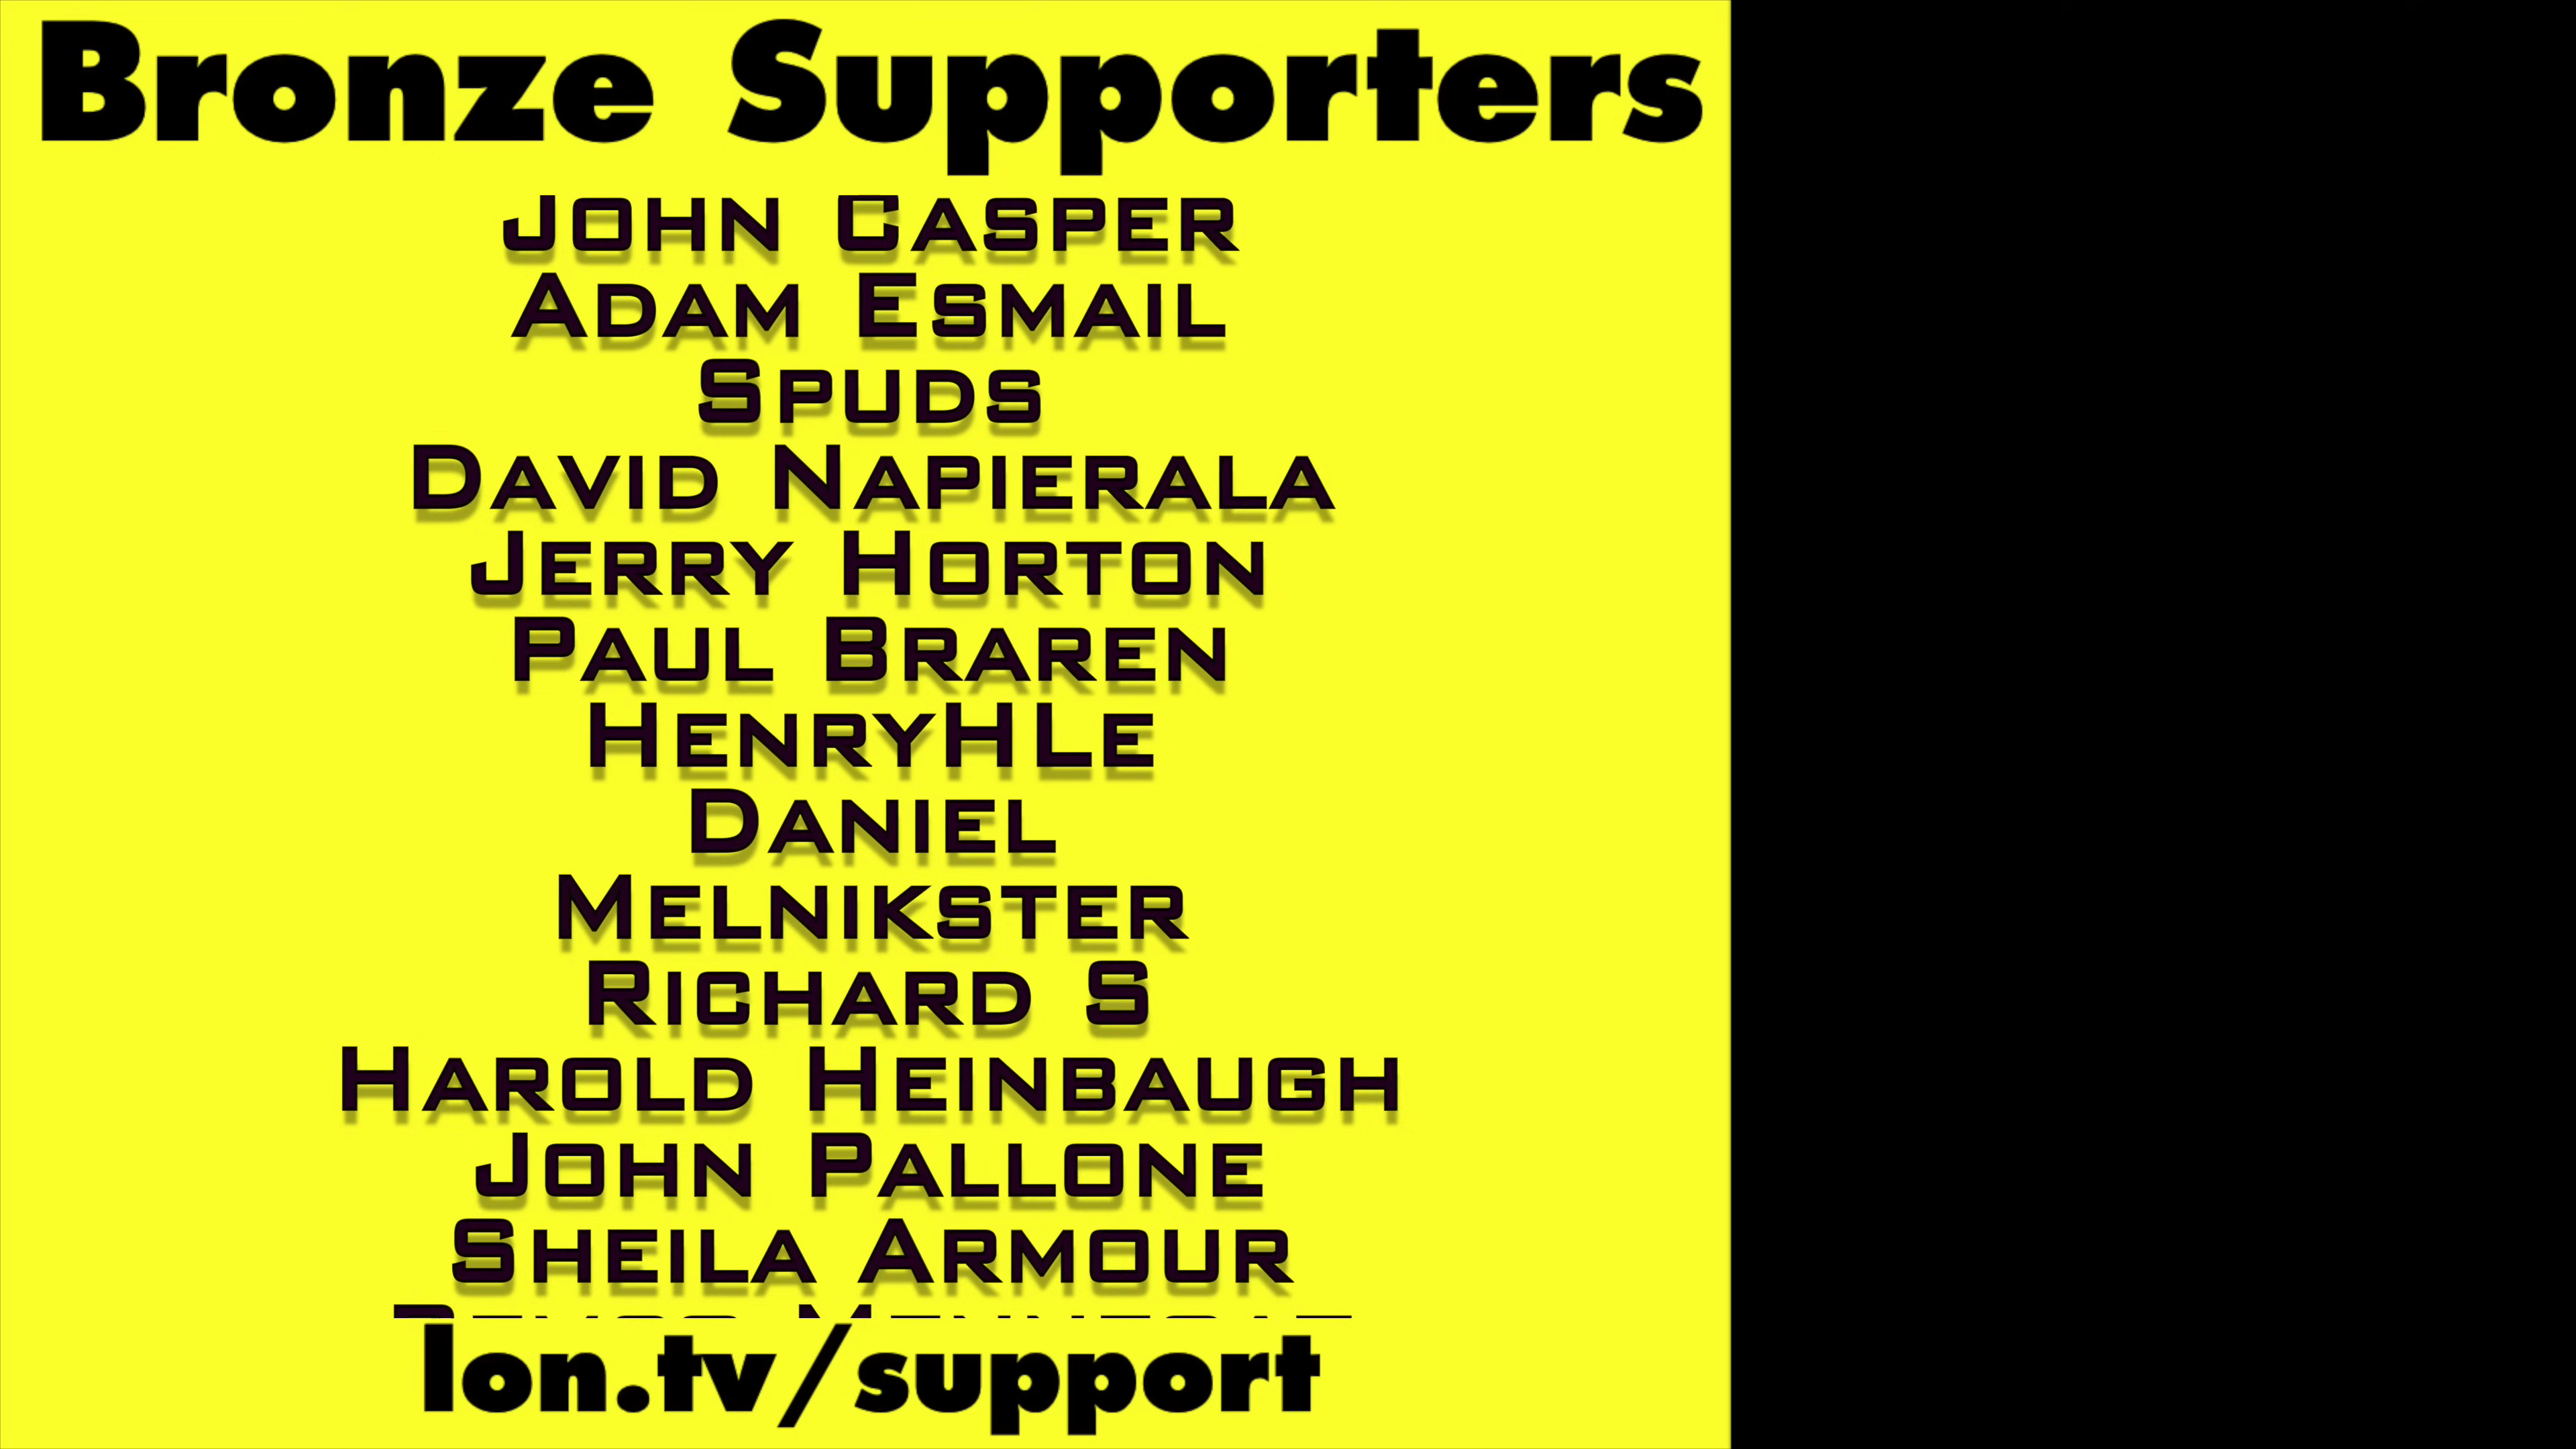 Bronze Supporters
John Casper
Adam Esmail
Spuds
David Napierala
Jerry Horton
Paul Braren
HenryHLe
Daniel
Melnikster
Richard S
Harold Heinbaugh
John Pallone
Sheila Armour
lon.tv/support